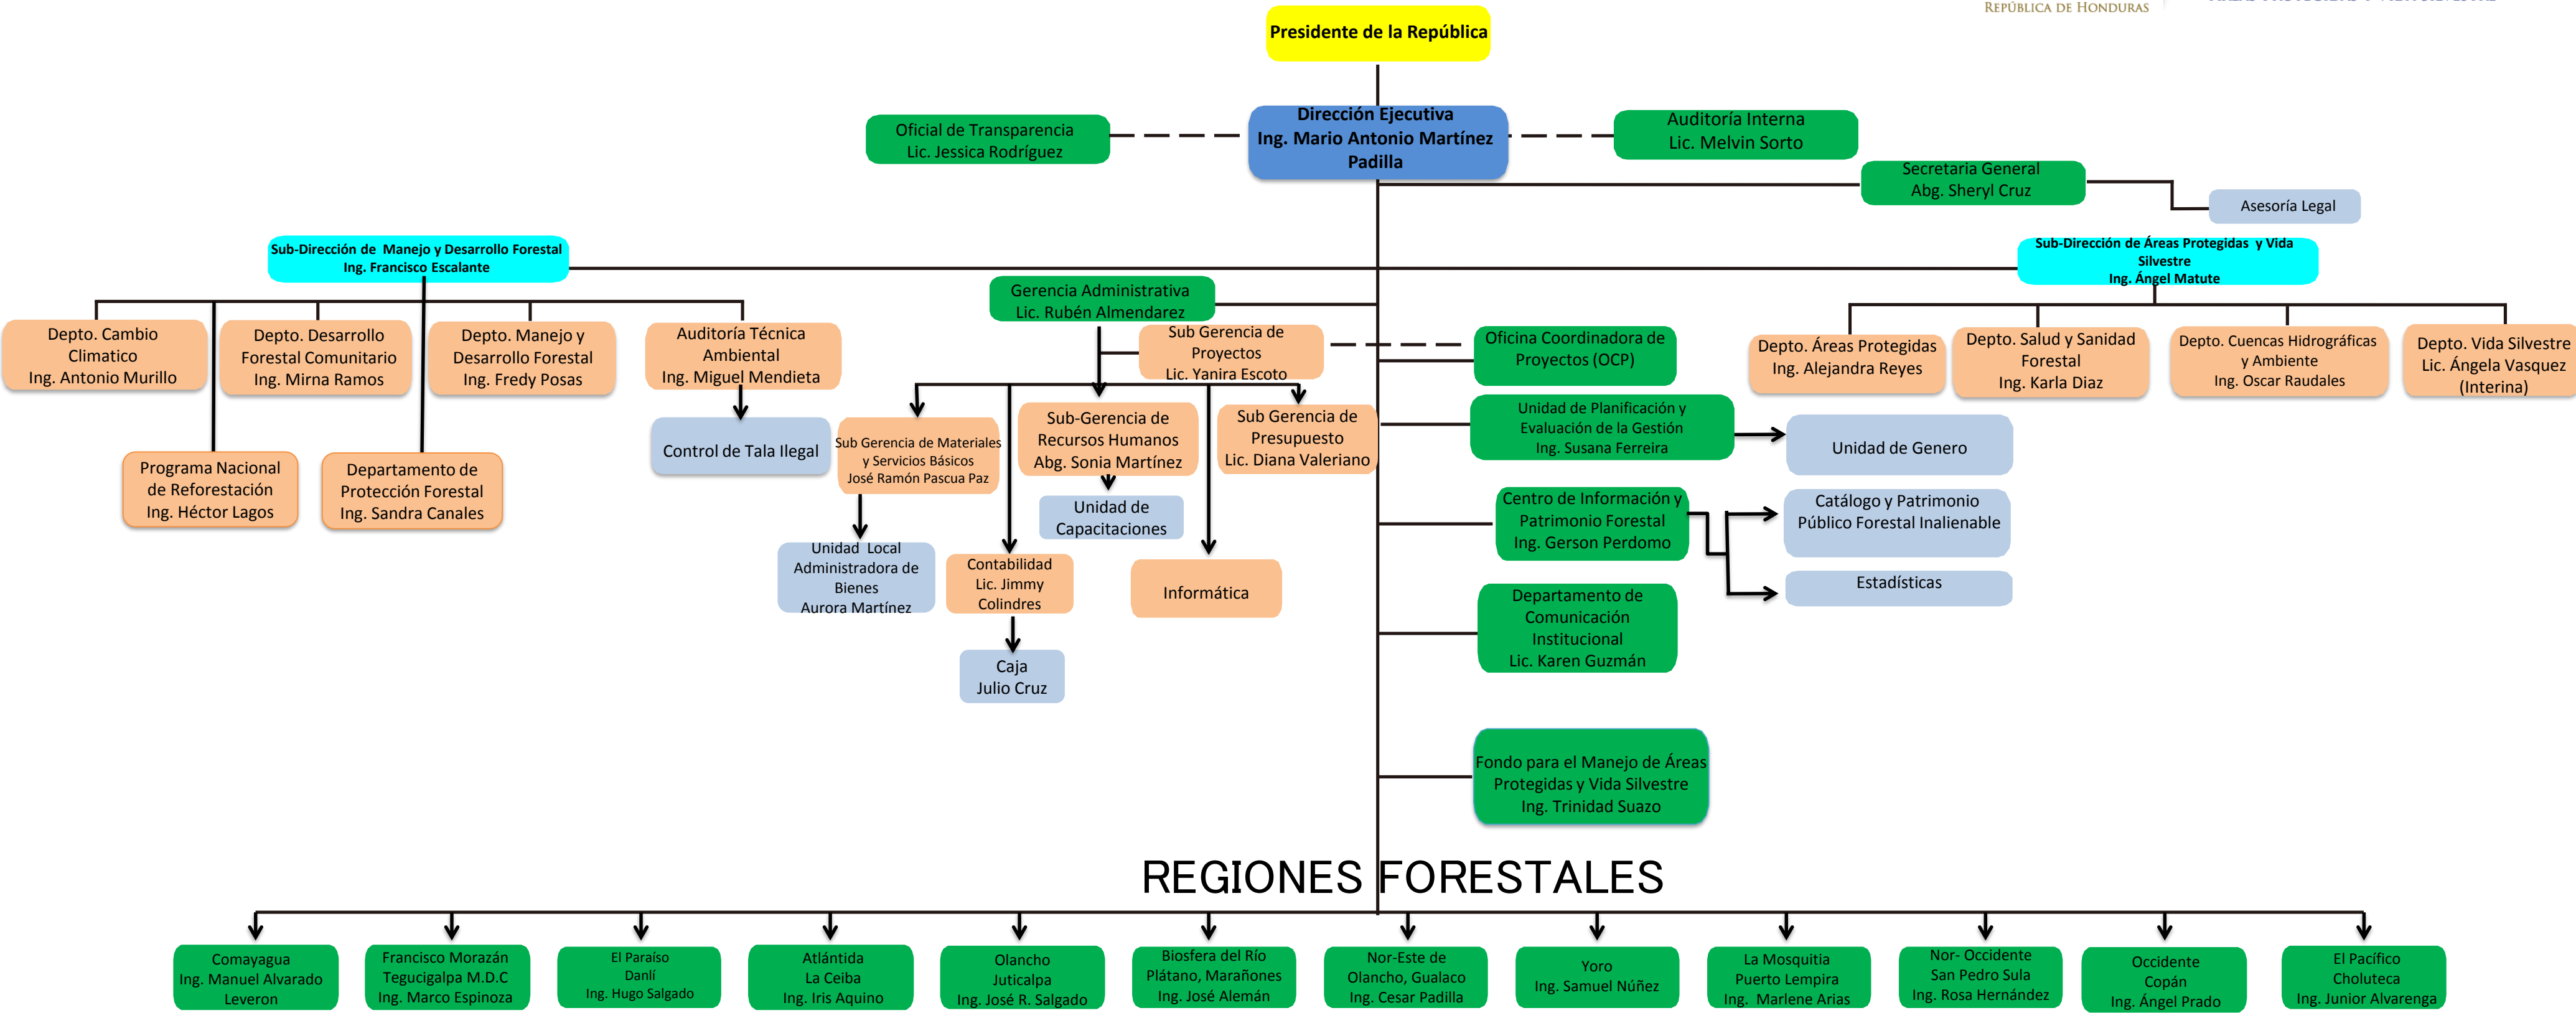 REPÚBLICA DE HONDURAS
Presidente de la República
Dirección Ejecutiva
Ing. Mario Antonio Martínez
Padilla
Oficial de Transparencia
Lic. Jessica Rodríguez
Auditoría Interna
Lic. Melvin Sorto
Secretaria General
Abg. Sheryl Cruz
Asesoría Legal
Sub-Dirección de Manejo y Desarrollo Forestal
Ing. Francisco Escalante
Sub-Dirección de Áreas Protegidas y Vida
Silvestre
Ing. Ángel Matute
Depto. Cambio
Climatico
Ing. Antonio Murillo
Depto. Desarrollo
Forestal Comunitario
Ing. Mirna Ramos
Depto. Manejo y
Desarrollo Forestal
Ing. Fredy Posas
Auditoría Técnica
Ambiental
Ing. Miguel Mendieta
Control de Tala Ilegal
Programa Nacional
de Reforestación
Ing. Héctor Lagos
Departamento de
Protección Forestal
Ing. Sandra Canales
Gerencia Administrativa
Lic. Rubén Almendarez
Sub Gerencia de
Proyectos
Lic. Yanira Escoto
Sub Gerencia de Materiales
y Servicios Básicos
José Ramón Pascua Paz
Sub-Gerencia de
Recursos Humanos
Abg. Sonia Martínez
Sub Gerencia de
Presupuesto
Lic. Diana Valeriano
Unidad de
Capacitaciones
Unidad Local
Administradora de
Bienes
Aurora Martínez
Contabilidad
Lic. Jimmy
Colindres
Informática
Caja
Julio Cruz
Oficina Coordinadora de
Proyectos (OCP)
Unidad de Planificación y
Evaluación de la Gestión
Ing. Susana Ferreira
Unidad de Genero
Centro de Información y
Patrimonio Forestal
Ing. Gerson Perdomo
Catálogo y Patrimonio
Público Forestal Inalienable
Estadísticas
Departamento de
Comunicación
Institucional
Lic. Karen Guzmán
Fondo para el Manejo de Áreas
Protegidas y Vida Silvestre
Ing. Trinidad Suazo
Depto. Áreas Protegidas
Ing. Alejandra Reyes
Depto. Salud y Sanidad
Forestal
Ing. Karla Diaz
Depto. Cuencas Hidrográficas
y Ambiente
Ing. Oscar Raudales
Depto. Vida Silvestre
Lic. Ángela Vasquez
(Interina)
REGIONES FORESTALES
Comayagua
Ing. Manuel Alvarado
Leveron
Francisco Morazán
Tegucigalpa M.D.C
Ing. Marco Espinoza
El Paraíso
Danlí
Ing. Hugo Salgado
Atlántida
La Ceiba
Ing. Iris Aquino
Olancho
Juticalpa
Ing. José R. Salgado
Biosfera del Río
Plátano, Marañones
Ing. José Alemán
Nor-Este de
Olancho, Gualaco
Ing. Cesar Padilla
Yoro
Ing. Samuel Núñez
La Mosquitia
Puerto Lempira
Ing. Marlene Arias
Nor- Occidente
San Pedro Sula
Ing. Rosa Hernández
Occidente
Copán
Ing. Ángel Prado
El Pacífico
Choluteca
Ing. Junior Alvarenga